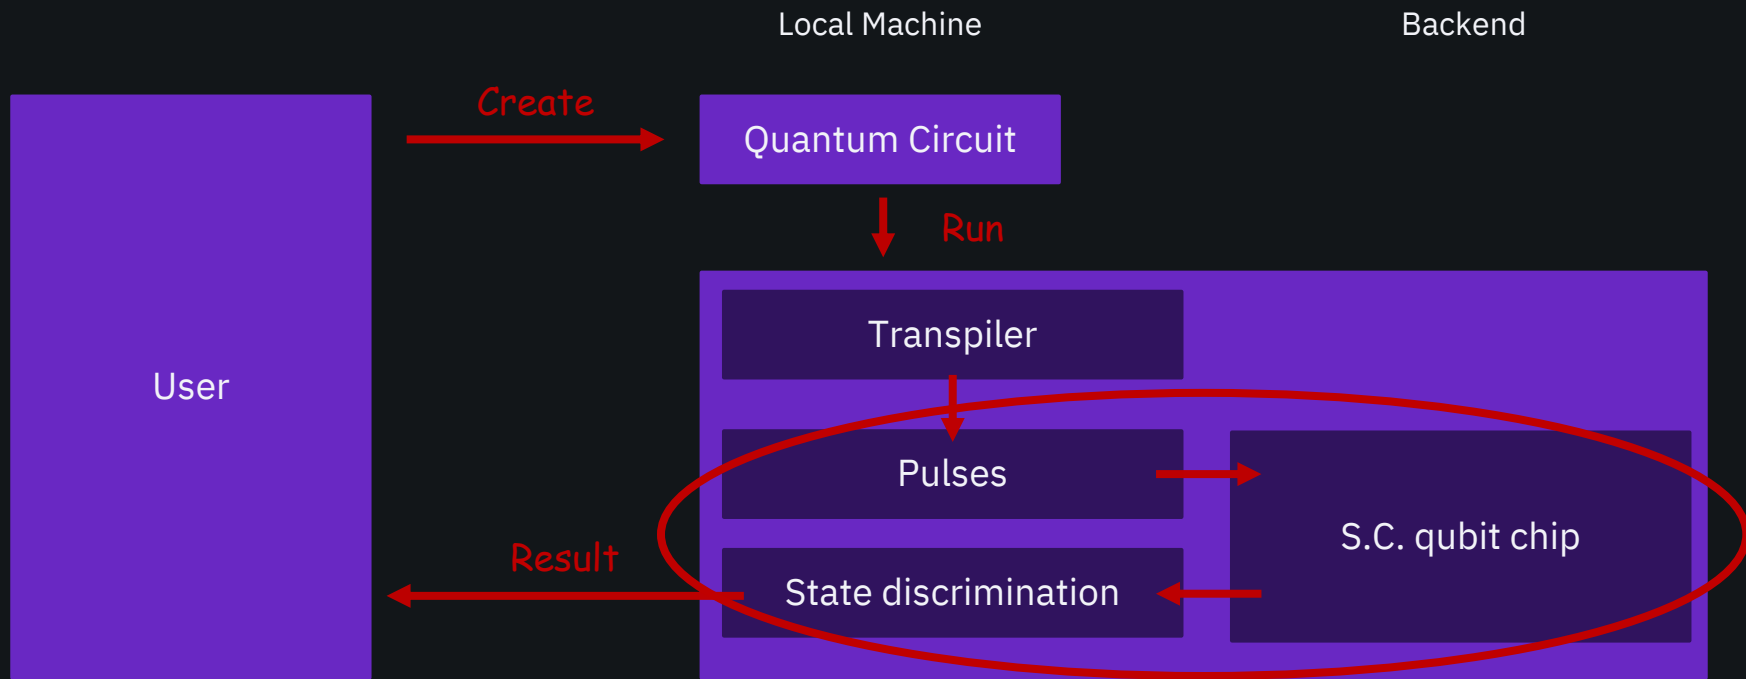 Local Machine
Backend
Create
Quantum Circuit
Run
Transpiler
User
Pulses
S.C. qubit chip
Result
State discrimination